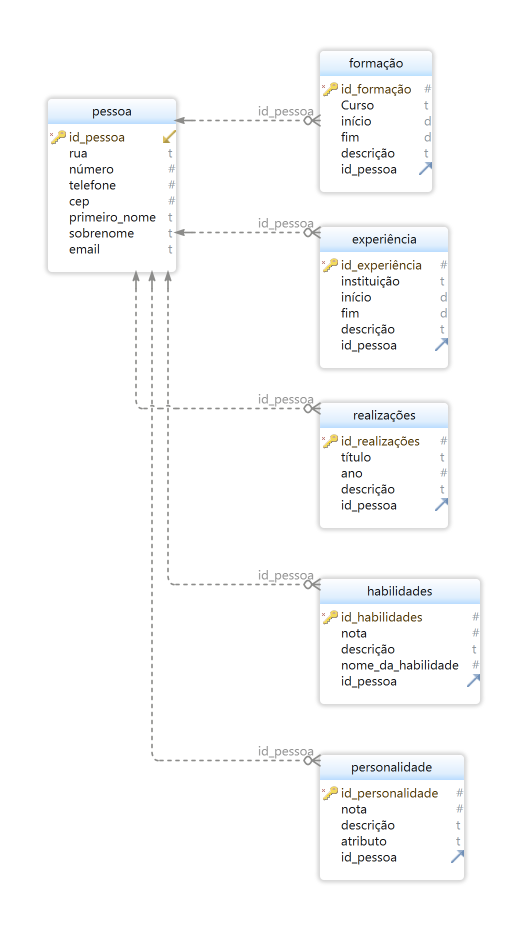 pessoa
id_pessoa
rua t
número #
telefone #
cep #
primeiro_nome t
sobrenome t
email t
id_pessoa
formação
id_formação #
Curso t
início d
fim d
descrição t
id_pessoa
id_pessoa
experiência
id_experiência #
instituição t
início d
fim d
descrição t
id_pessoa
id_pessoa
realizações
id_realizações #
título t
ano #
descrição t
id_pessoa
id_pessoa
habilidades
id_habilidades #
nota #
descrição t
nome_da_habilidade #
id_pessoa
id_pessoa
personalidade
id_personalidade #
nota #
descrição t
atributo t
id_pessoa